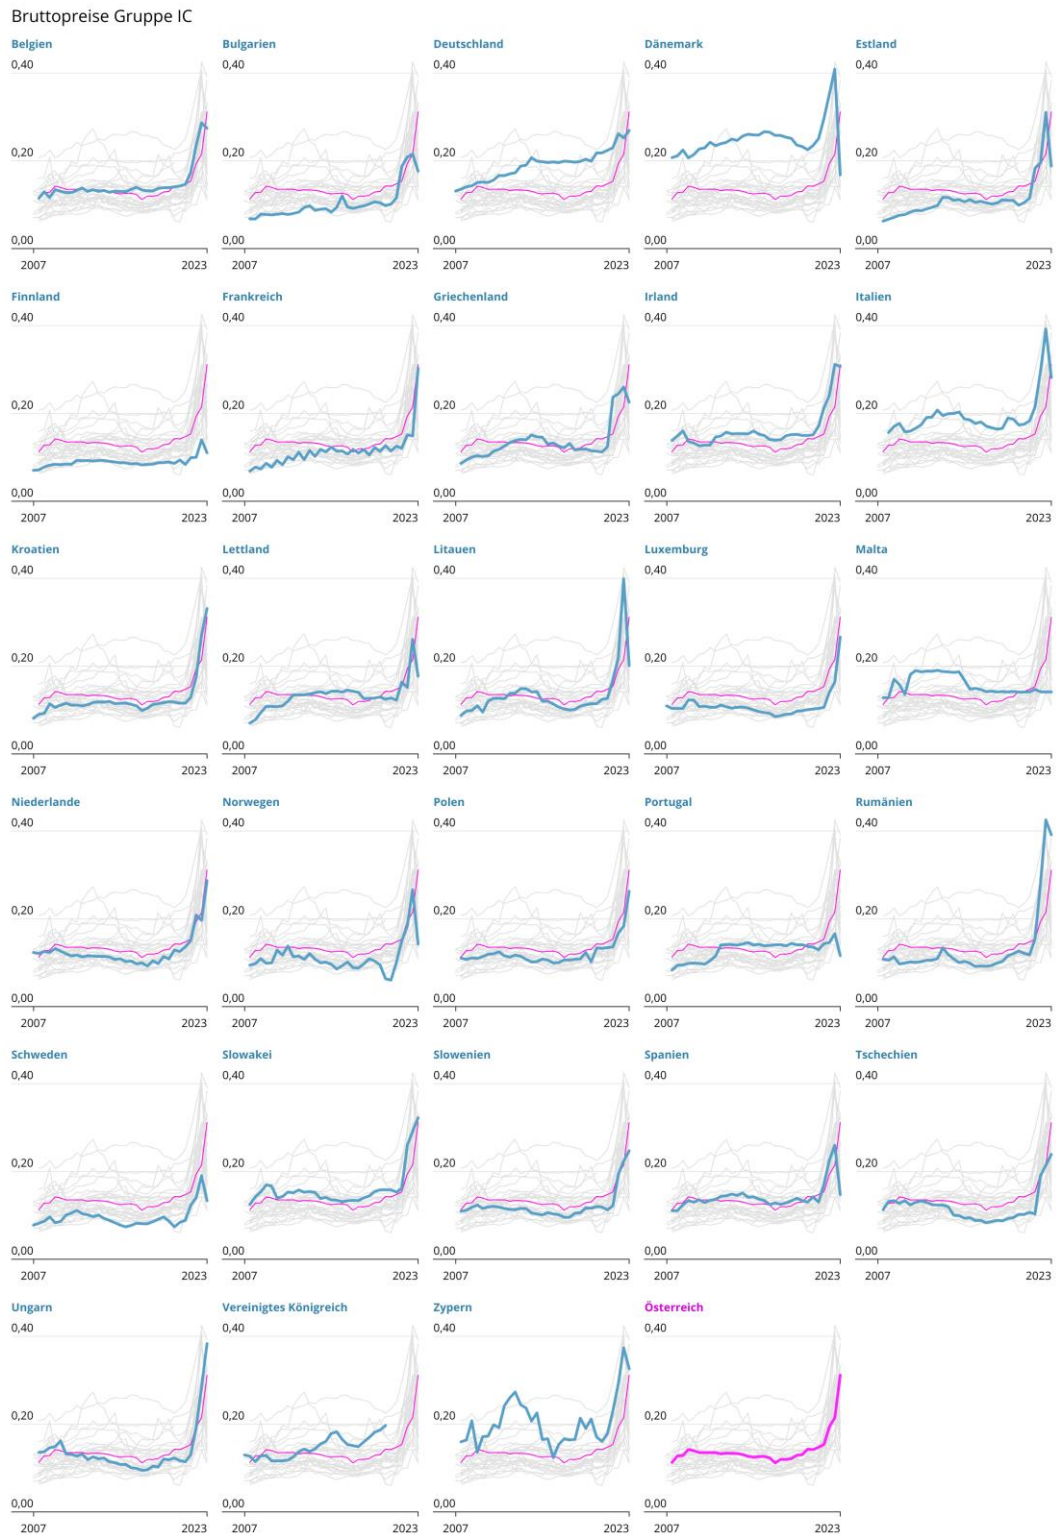 Bruttopreise Gruppe IC
Belgien Bulgarien Deutschland Dänemark Estland
0,40 0,40 0,40 0,40 0,40
0,20 0,20 0,20 0,20 0,20
0,00 0,00 0,00 0,00 0,00
2007 2023 2007 2023 2007 2023 2007 2023 2007 2023
Finnland Frankreich Griechenland Irland Italien
0,40 0,40 0,40 0,40 0,40
0,20 0,20 0,20 0,20 0,20
0,00 0,00 0,00 0,00 0,00
2007 2023 2007 2023 2007 2023 2007 2023 2007 2023
Kroatien Lettland Litauen Luxemburg Malta
0,40 0,40 0,40 0,40 0,40
0,20 0,20 0,20 0,20 0,20
0,00 0,00 0,00 0,00 0,00
2007 2023 2007 2023 2007 2023 2007 2023 2007 2023
Niederlande Norwegen Polen Portugal Rumänien
0,40 0,40 0,40 0,40 0,40
0,20 0,20 0,20 0,20 0,20
0,00 0,00 0,00 0,00 0,00
2007 2023 2007 2023 2007 2023 2007 2023 2007 2023
Schweden Slowakei Slowenien Spanien Tschechien
0,40 0,40 0,40 0,40 0,40
0,20 0,20 0,20 0,20 0,20
0,00 0,00 0,00 0,00 0,00
2007 2023 2007 2023 2007 2023 2007 2023 2007 2023
Ungarn Vereinigtes Königreich Zypern Österreich
0,40 0,40 0,40 0,40
0,20 0,20 0,20 0,20
0,00 0,00 0,00 0,00
2007 2023 2007 2023 2007 2023 2007 2023